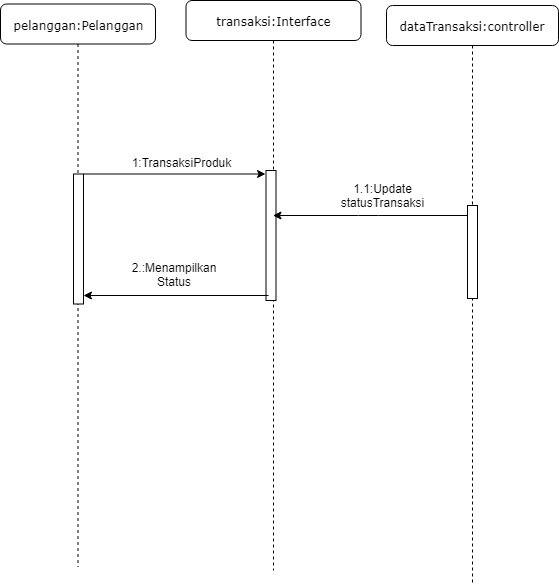 pelanggan:Pelanggan
transaksi:Interface
dataTransaksi:controller
1:TransaksiProduk
1.1:Update
statusTransaksi
2.:Menampilkan
Status